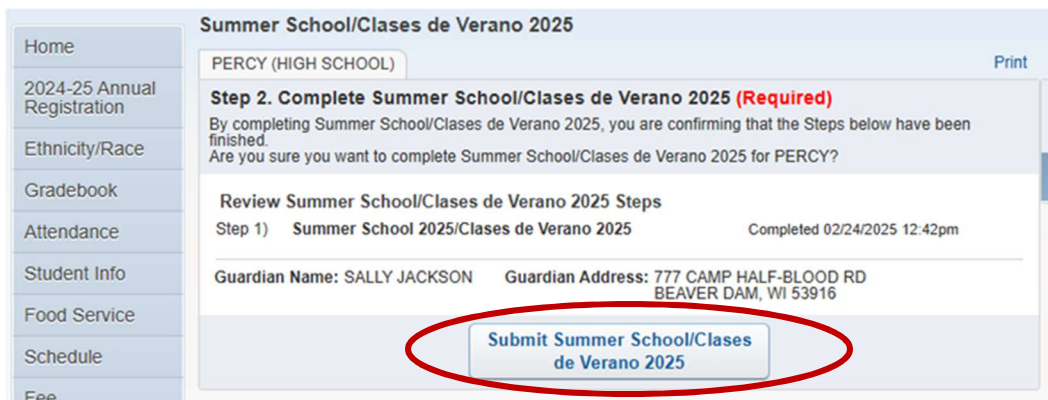 Summer School/Clases de Verano 2025
Home
2024-25 Annual
Registration
Ethnicity/Race
Gradebook
Attendance
Student Info
Food Service
Schedule
Fee
PERCY (HIGH SCHOOL)
Print
Step 2. Complete Summer School/Clases de Verano 2025 (Required)
By completing Summer School/Clases de Verano 2025, you are confirming that the Steps below have been
finished.
Are you sure you want to complete Summer School/Clases de Verano 2025 for PERCY?
Review Summer School/Clases de Verano 2025 Steps
Step 1) Summer School 2025/Clases de Verano 2025 Completed 02/24/2025 12:42pm
Guardian Name: SALLY JACKSON Guardian Address: 777 CAMP HALF-BLOOD RD
BEAVER DAM, WI 53916
Submit Summer School/Clases
de Verano 2025